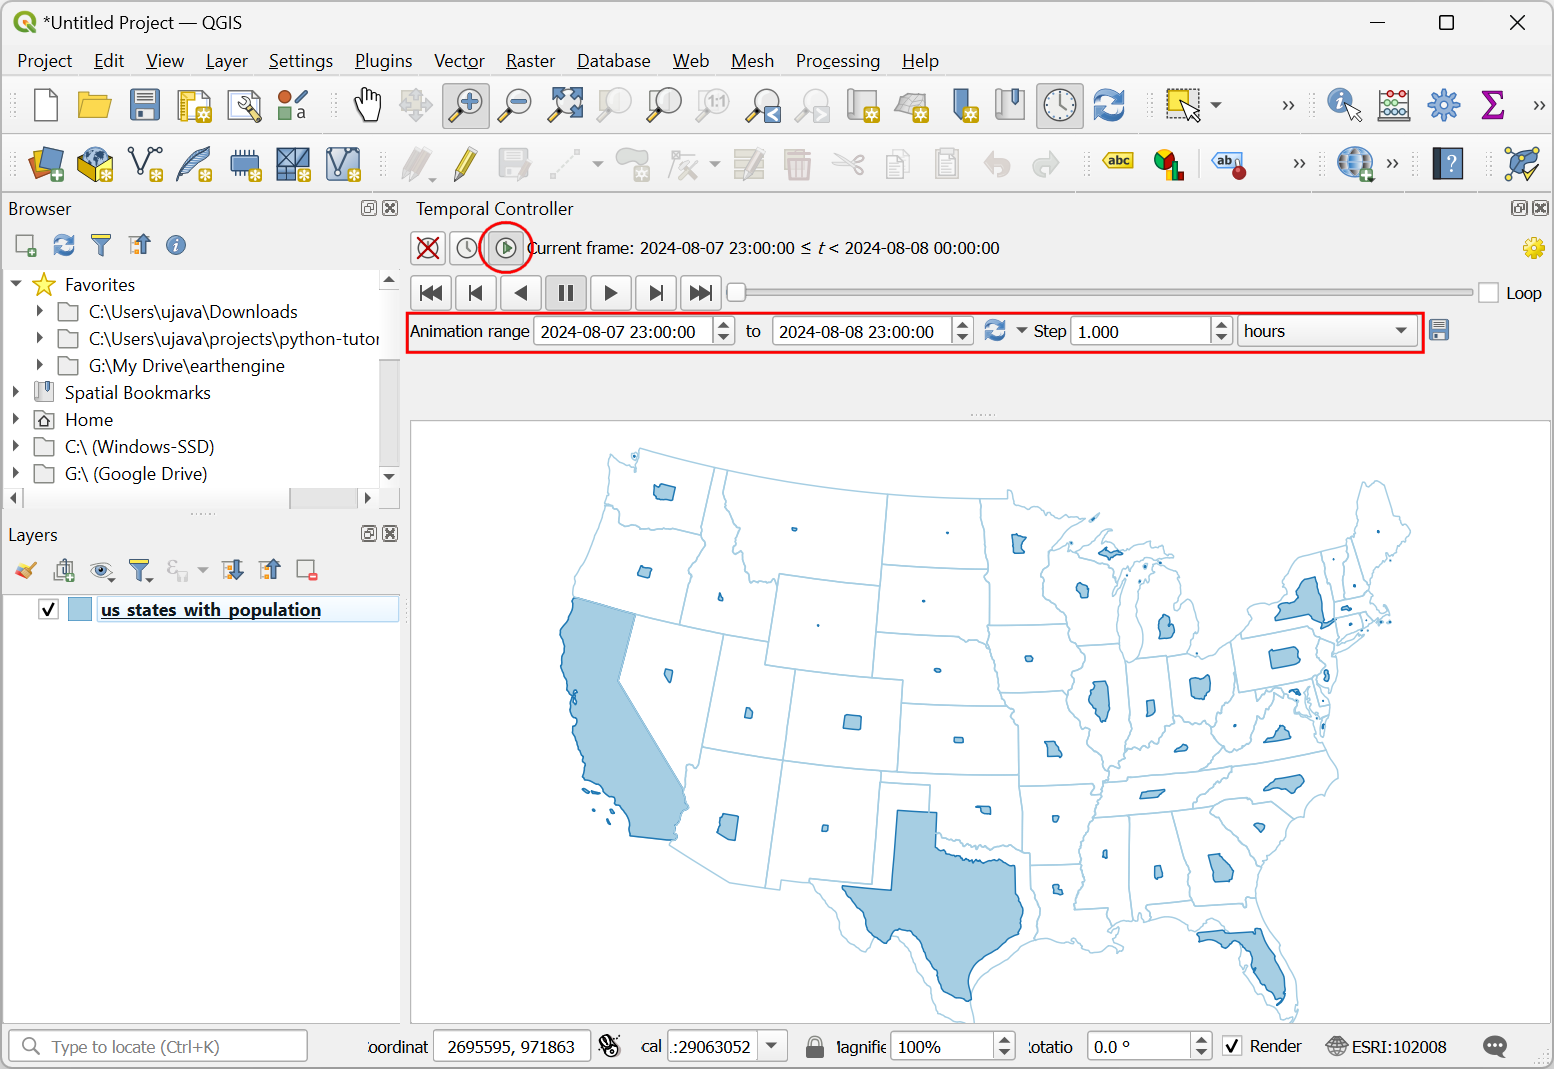 *Untitled Project — QGIS
Project Edit View Layer Settings Plugins Vector Raster Database Web Mesh Processing Help
1:1
a
abc
ab
?
Browser
Temporal Controller
Current frame: 2024-08-07 23:00:00 ≤ t < 2024-08-08 00:00:00
Loop
Animation range 2024-08-07 23:00:00 to 2024-08-08 23:00:00 Step 1.000 hours
Favorites
C:\Users\ujava\Downloads
C:\Users\ujava\projects\python-tutor
G:\My Drive\earthengine
Spatial Bookmarks
Home
C:\ (Windows-SSD)
G:\ (Google Drive)
Layers
us_states_with_population
Type to locate (Ctrl+K)
oordinat 2695595, 971863 cal .:29063052 lagnifie 100% otatio 0.0 ° Render ESRI:102008